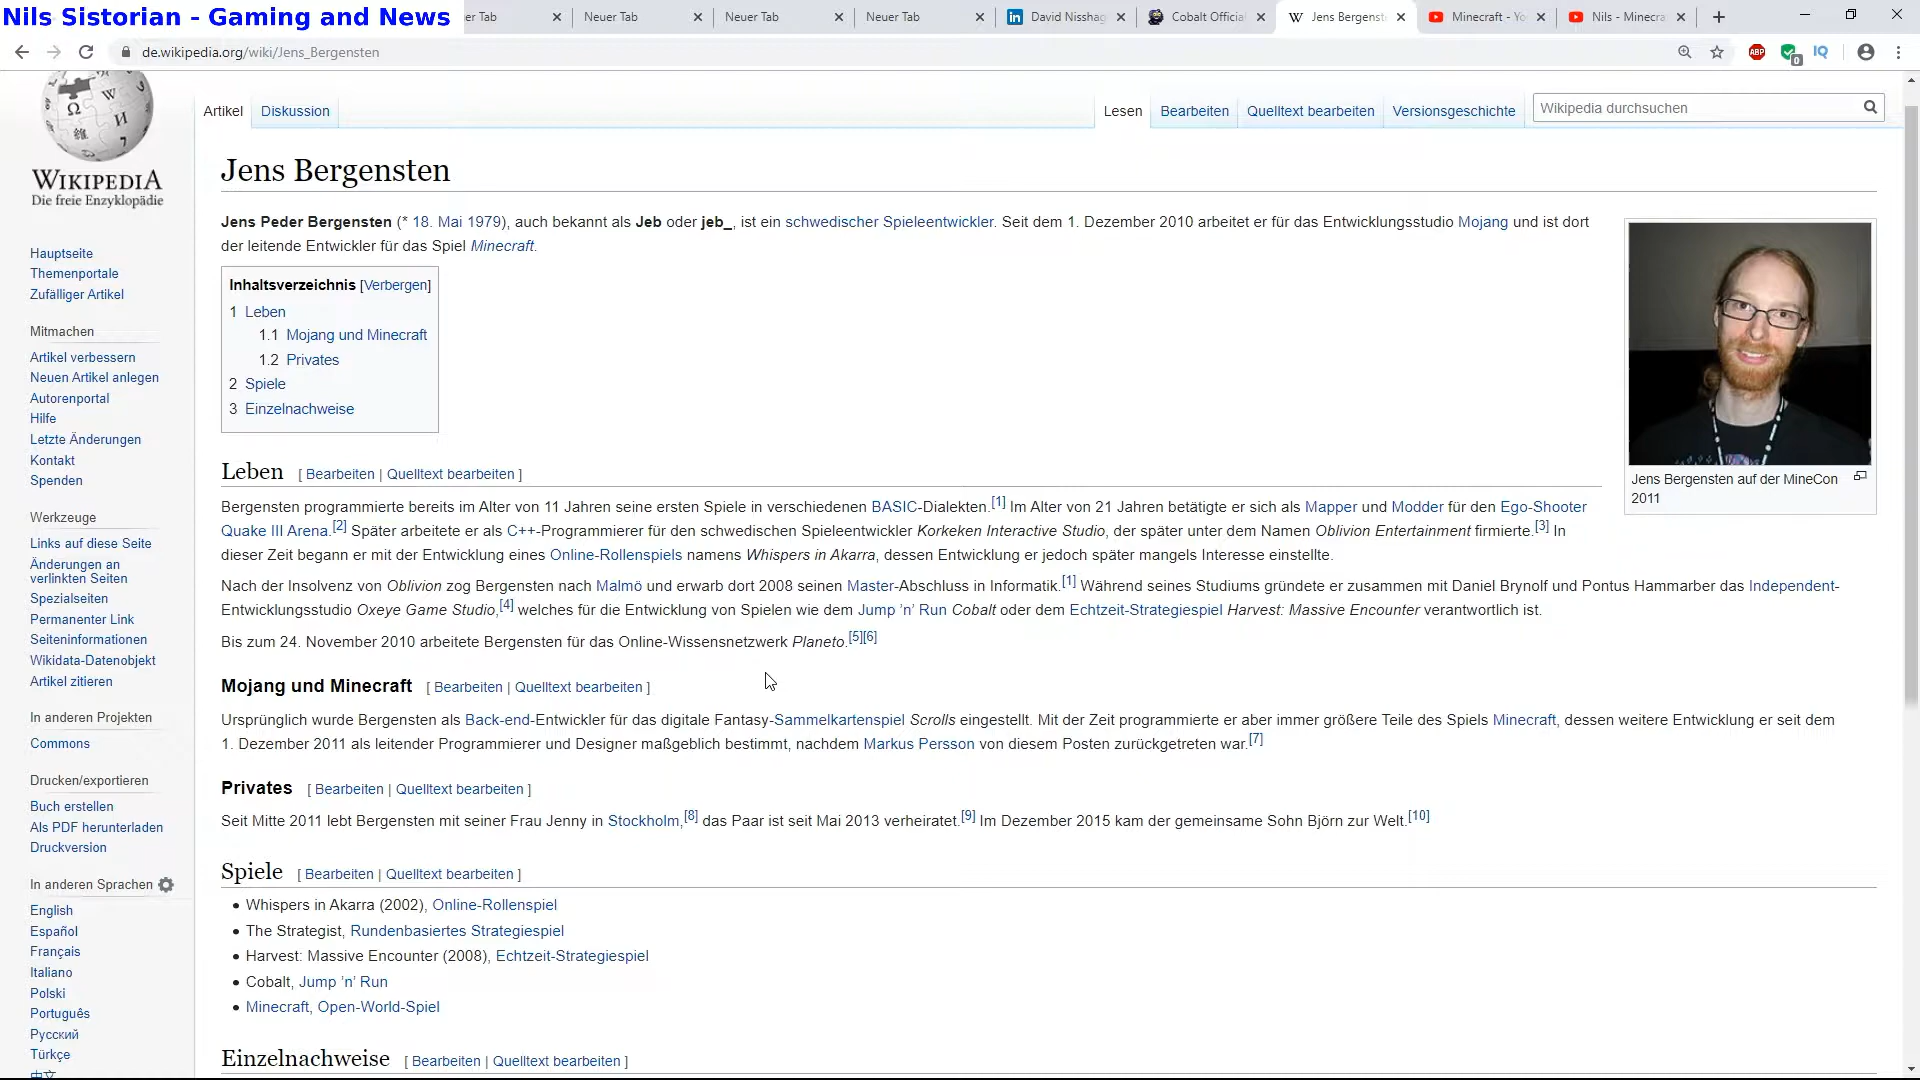 Nils Sistorian - Gaming and News
er Tab
Neuer Tab
Neuer Tab
Neuer Tab
in David Nisshag
Cobalt Official
W Jens Bergenst
Minecraft - Yo
Nils - Minecra
de.wikipedia.org/wiki/Jens_Bergensten
ABP
0
IQ
WIKIPEDIA
Die freie Enzyklopädie
Artikel
Diskussion
Lesen
Bearbeiten
Quelltext bearbeiten
Versionsgeschichte
Wikipedia durchsuchen
Hauptseite
Themenportale
Zufälliger Artikel
Mitmachen
Artikel verbessern
Neuen Artikel anlegen
Autorenportal
Hilfe
Letzte Änderungen
Kontakt
Spenden
Werkzeuge
Links auf diese Seite
Änderungen an
verlinkten Seiten
Spezialseiten
Permanenter Link
Seiteninformationen
Wikidata-Datenobjekt
Artikel zitieren
In anderen Projekten
Commons
Drucken/exportieren
Buch erstellen
Als PDF herunterladen
Druckversion
In anderen Sprachen
English
Español
Français
Italiano
Polski
Português
Русский
Türkçe
中文
Jens Bergensten
Jens Peder Bergensten (* 18. Mai 1979), auch bekannt als Jeb oder jeb_, ist ein schwedischer Spieleentwickler. Seit dem 1. Dezember 2010 arbeitet er für das Entwicklungsstudio Mojang und ist dort
der leitende Entwickler für das Spiel Minecraft.
Inhaltsverzeichnis [Verbergen]
1 Leben
1.1 Mojang und Minecraft
1.2 Privates
2 Spiele
3 Einzelnachweise
Jens Bergensten auf der MineCon
2011
Leben [ Bearbeiten | Quelltext bearbeiten ]
Bergensten programmierte bereits im Alter von 11 Jahren seine ersten Spiele in verschiedenen BASIC-Dialekten.[1] Im Alter von 21 Jahren betätigte er sich als Mapper und Modder für den Ego-Shooter
Quake III Arena.[2] Später arbeitete er als C++-Programmierer für den schwedischen Spieleentwickler Korkeken Interactive Studio, der später unter dem Namen Oblivion Entertainment firmierte.[3] In
dieser Zeit begann er mit der Entwicklung eines Online-Rollenspiels namens Whispers in Akarra, dessen Entwicklung er jedoch später mangels Interesse einstellte.
Nach der Insolvenz von Oblivion zog Bergensten nach Malmö und erwarb dort 2008 seinen Master-Abschluss in Informatik.[1] Während seines Studiums gründete er zusammen mit Daniel Brynolf und Pontus Hammarber das Independent-
Entwicklungsstudio Oxeye Game Studio,[4] welches für die Entwicklung von Spielen wie dem Jump ’n’ Run Cobalt oder dem Echtzeit-Strategiespiel Harvest: Massive Encounter verantwortlich ist.
Bis zum 24. November 2010 arbeitete Bergensten für das Online-Wissensnetzwerk Planeto.[5][6]
Mojang und Minecraft [ Bearbeiten | Quelltext bearbeiten ]
Ursprünglich wurde Bergensten als Back-end-Entwickler für das digitale Fantasy-Sammelkartenspiel Scrolls eingestellt. Mit der Zeit programmierte er aber immer größere Teile des Spiels Minecraft, dessen weitere Entwicklung er seit dem
1. Dezember 2011 als leitender Programmierer und Designer maßgeblich bestimmt, nachdem Markus Persson von diesem Posten zurückgetreten war.[7]
Privates [ Bearbeiten | Quelltext bearbeiten ]
Seit Mitte 2011 lebt Bergensten mit seiner Frau Jenny in Stockholm,[8] das Paar ist seit Mai 2013 verheiratet.[9] Im Dezember 2015 kam der gemeinsame Sohn Björn zur Welt.[10]
Spiele [ Bearbeiten | Quelltext bearbeiten ]
• Whispers in Akarra (2002), Online-Rollenspiel
• The Strategist, Rundenbasiertes Strategiespiel
• Harvest: Massive Encounter (2008), Echtzeit-Strategiespiel
• Cobalt, Jump ’n’ Run
• Minecraft, Open-World-Spiel
Einzelnachweise [ Bearbeiten | Quelltext bearbeiten ]